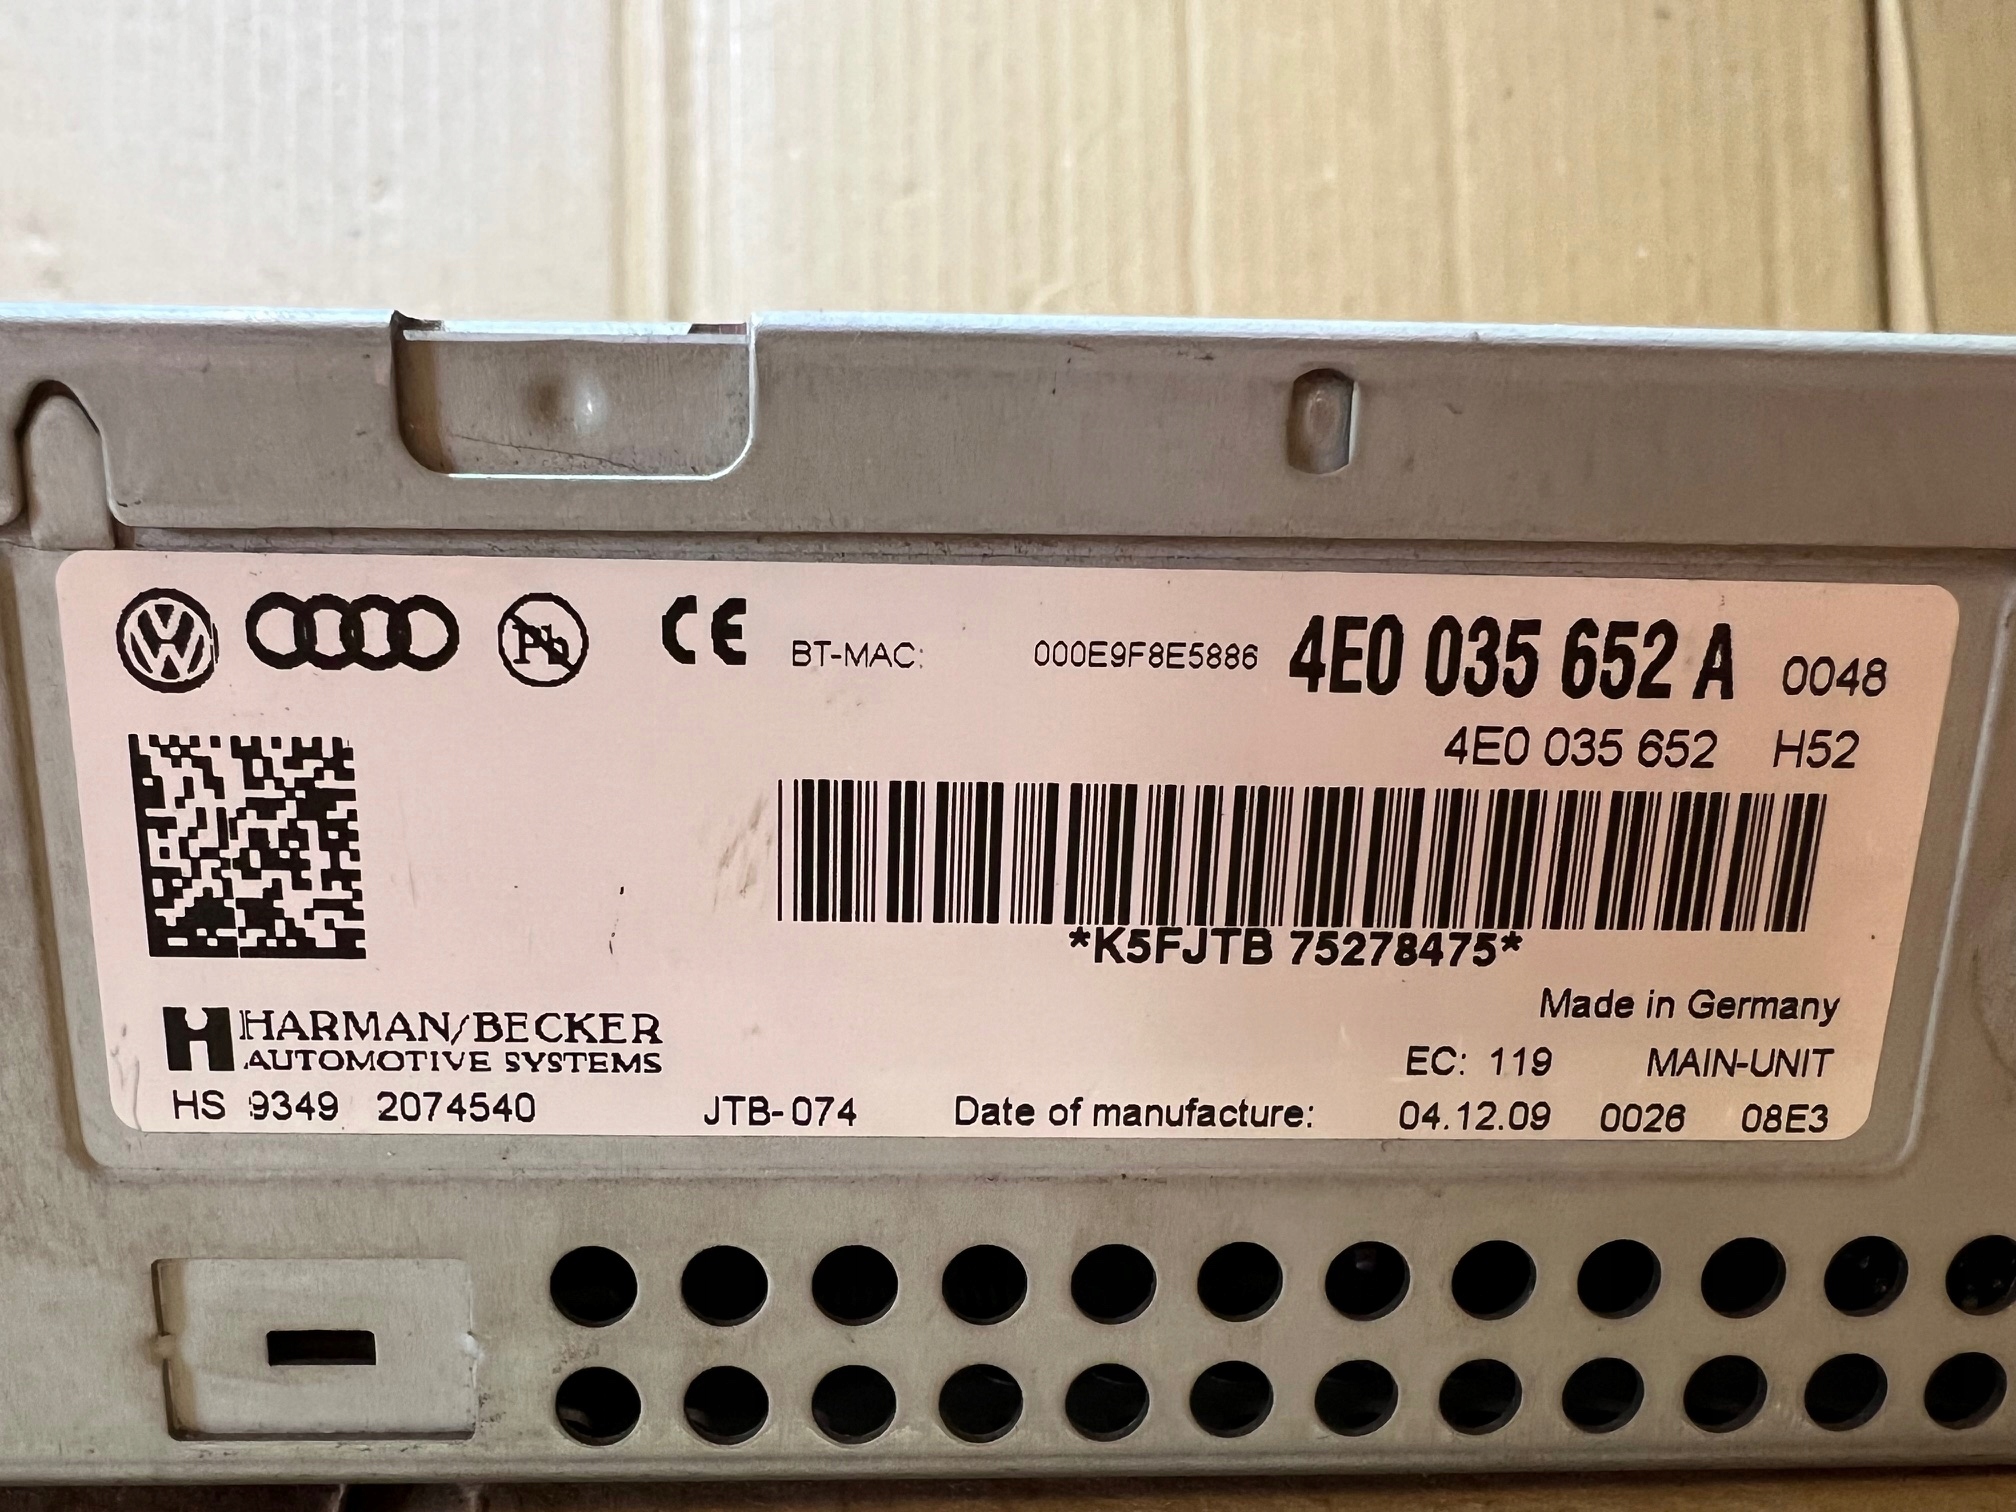 Pb CE BT-MAC: 000E9F8E5886 4E0 035 652 A 0048
4E0 035 652 H52
*K5FJTB 75278475*
Made in Germany
HARMAN/BECKER
AUTOMOTIVE SYSTEMS
EC: 119 MAIN-UNIT
HS 9349 2074540 JTB-074 Date of manufacture: 04.12.09 0026 08E3